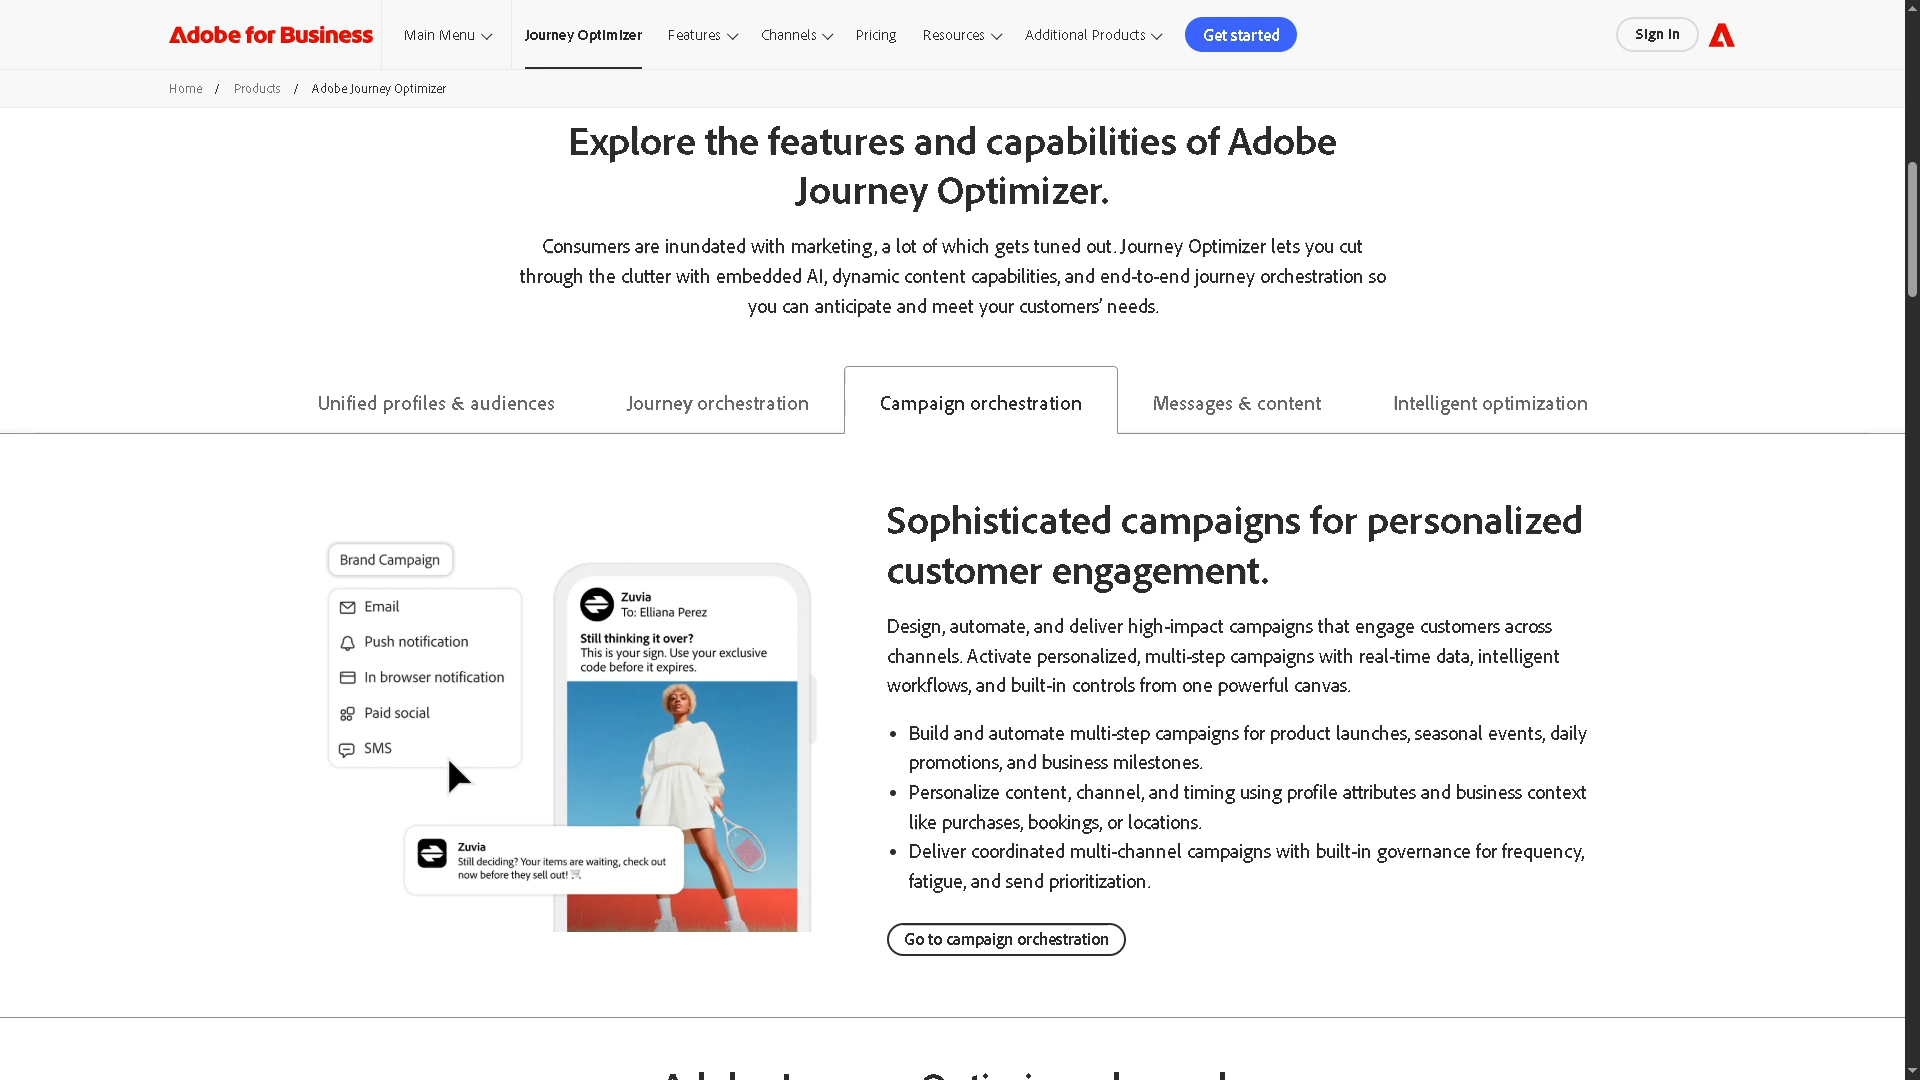 Adobe for Business
Main Menu
Journey Optimizer
Features
Channels
Pricing
Resources
Additional Products
Get started
Sign In
Home / Products / Adobe Journey Optimizer
Explore the features and capabilities of Adobe
Journey Optimizer.
Consumers are inundated with marketing, a lot of which gets tuned out. Journey Optimizer lets you cut
through the clutter with embedded AI, dynamic content capabilities, and end-to-end journey orchestration so
you can anticipate and meet your customers’ needs.
Unified profiles & audiences
Journey orchestration
Campaign orchestration
Messages & content
Intelligent optimization
Brand Campaign
Email
Push notification
In browser notification
Paid social
SMS
Zuvia
To: Elliana Perez
Still thinking it over?
This is your sign. Use your exclusive
code before it expires.
Zuvia
Still deciding? Your items are waiting, check out
now before they sell out!
Sophisticated campaigns for personalized
customer engagement.
Design, automate, and deliver high-impact campaigns that engage customers across
channels. Activate personalized, multi-step campaigns with real-time data, intelligent
workflows, and built-in controls from one powerful canvas.
• Build and automate multi-step campaigns for product launches, seasonal events, daily
promotions, and business milestones.
• Personalize content, channel, and timing using profile attributes and business context
like purchases, bookings, or locations.
• Deliver coordinated multi-channel campaigns with built-in governance for frequency,
fatigue, and send prioritization.
Go to campaign orchestration